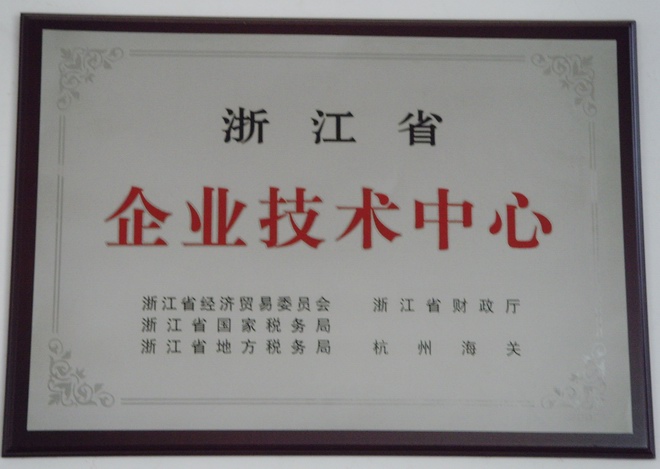 浙江省
企业技术中心
浙江省经济贸易委员会 浙江省财政厅
浙江省国家税务局
浙江省地方税务局 杭州海关